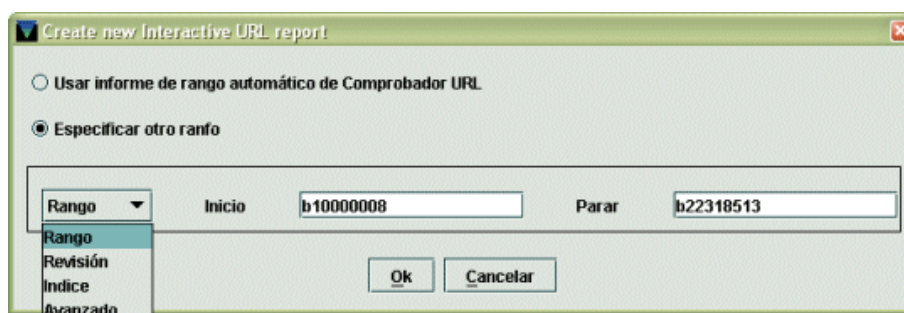 Create new Interactive URL report
Usar informe de rango automático de Comprobador URL
Especificar otro ranfo
Rango Inicio b10000008 Parar b22318513
Rango
Revisión
Indice
Avanzado
Ok Cancelar